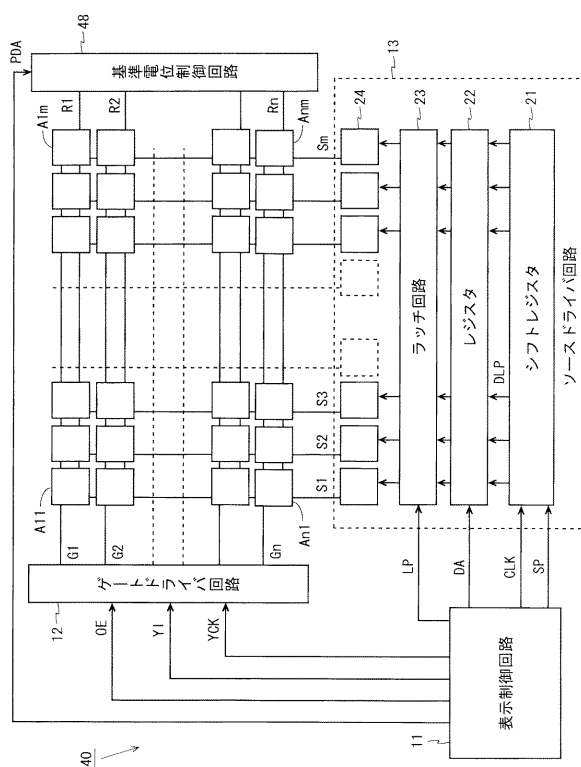 40
11
表示制御回路
PDA
OE
YI
YCK
LP
DA
CLK
SP
12
ゲートドライバ回路
G1
G2
Gn
A11
An1
A1m
Anm
R1
R2
Rn
基準電位制御回路
48
S1
S2
S3
Sm
13
24
23
22
21
ラッチ回路
レジスタ
DLP
シフトレジスタ
ソースドライバ回路